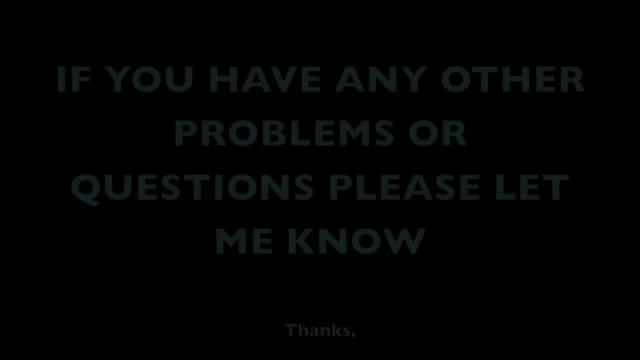 IF YOU HAVE ANY OTHER
PROBLEMS OR
QUESTIONS PLEASE LET
ME KNOW
Thanks,